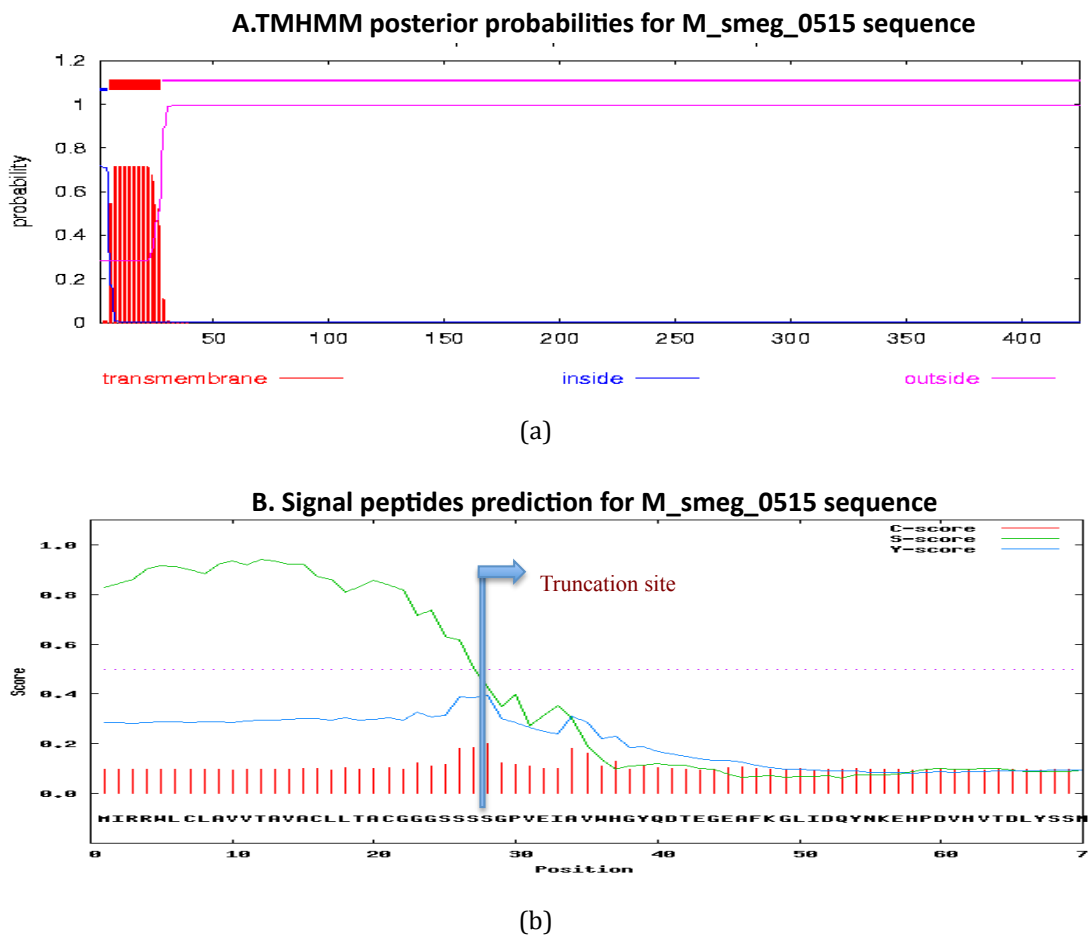 A.TMHMM posterior probabilities for M_smeg_0515 sequence
1.2
1
0.8
0.6
0.4
0.2
0
probability
50 100 150 200 250 300 350 400
transmembrane inside outside
(a)
B. Signal peptides prediction for M_smeg_0515 sequence
C-score
S-score
Y-score
1.0
0.8
0.6
0.4
0.2
0.0
Score
Truncation site
MIRRWLCLAVVTAVACLLTACGGGSSSSGPVEIAVWHGYQDTEGEAFKGLIDQYNKEHPDVHVTDLYSSM
0 10 20 30 40 50 60 7
Position
(b)